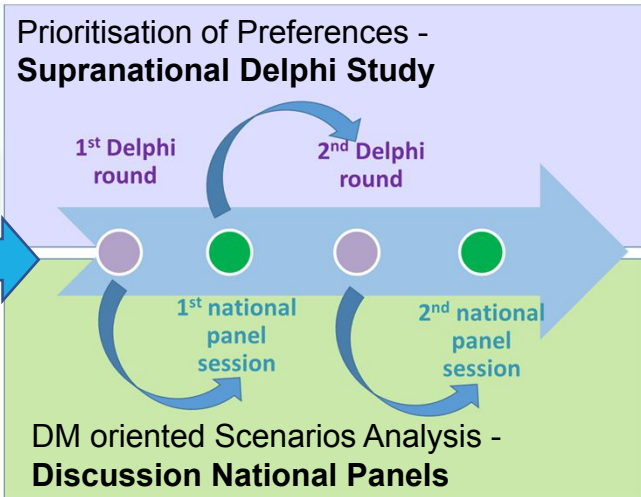 Prioritisation of Preferences -
Supranational Delphi Study
1st Delphi
round
2nd Delphi
round
1st national
panel
session
2nd national
panel
session
DM oriented Scenarios Analysis -
Discussion National Panels